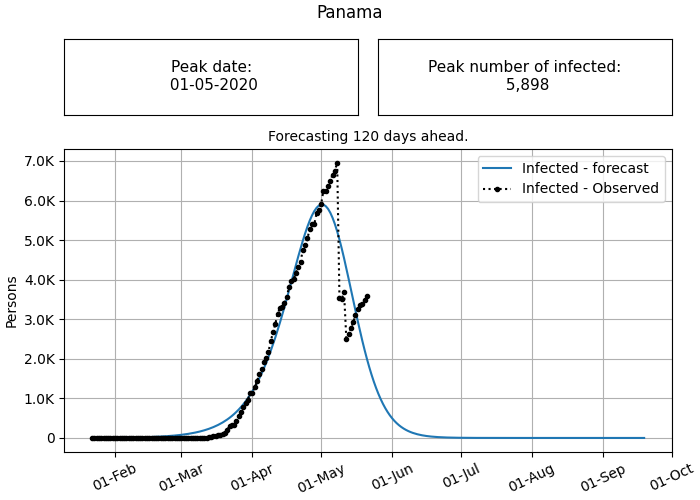 Panama
Peak date:
01-05-2020
Peak number of infected:
5,898
Forecasting 120 days ahead.
Infected - forecast
Infected - Observed
7.0K
6.0K
5.0K
4.0K
3.0K
2.0K
1.0K
0
Persons
01-Feb
01-Mar
01-Apr
01-May
01-Jun
01-Jul
01-Aug
01-Sep
01-Oct